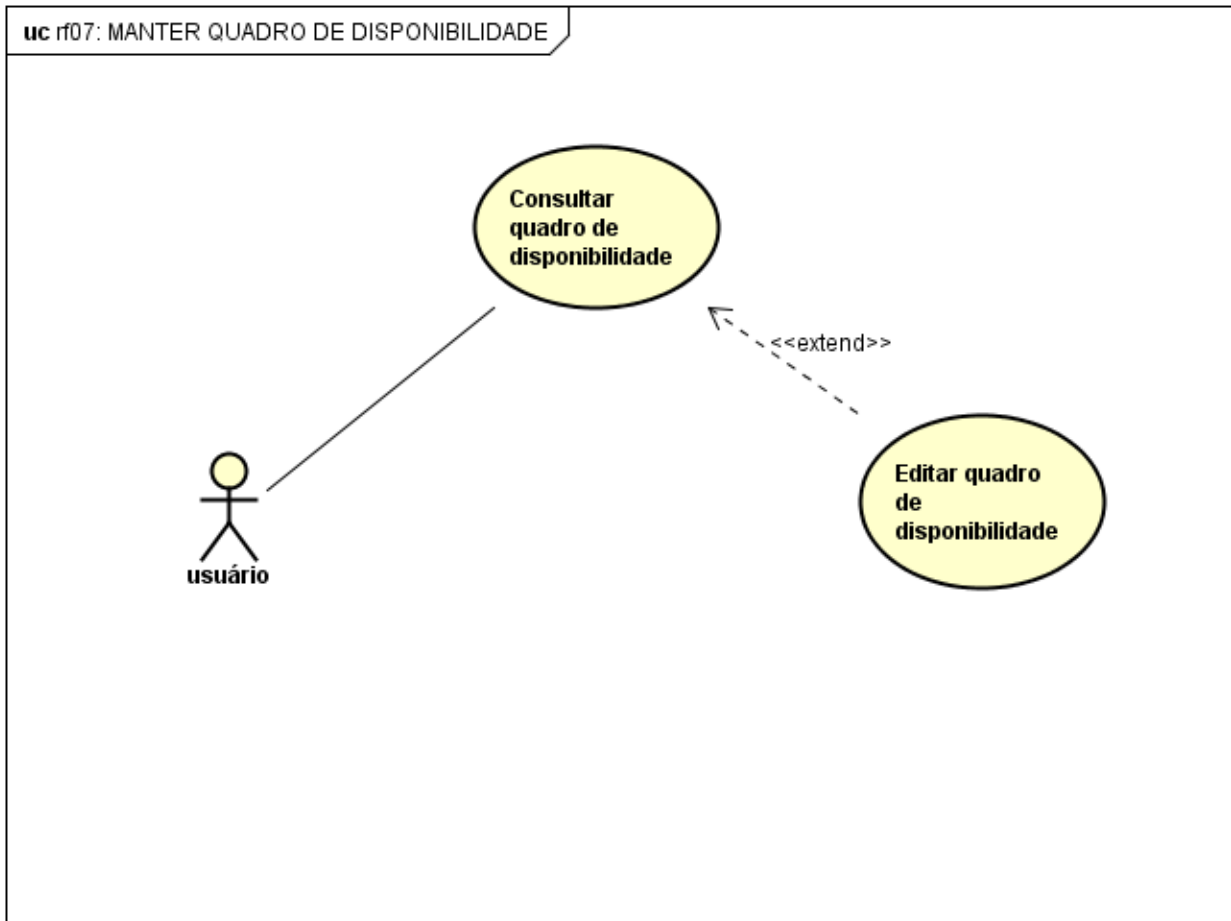 uc rf07: MANTER QUADRO DE DISPONIBILIDADE
Consultar
quadro de
disponibilidade
<<extend>>
Editar quadro
de
disponibilidade
usuário